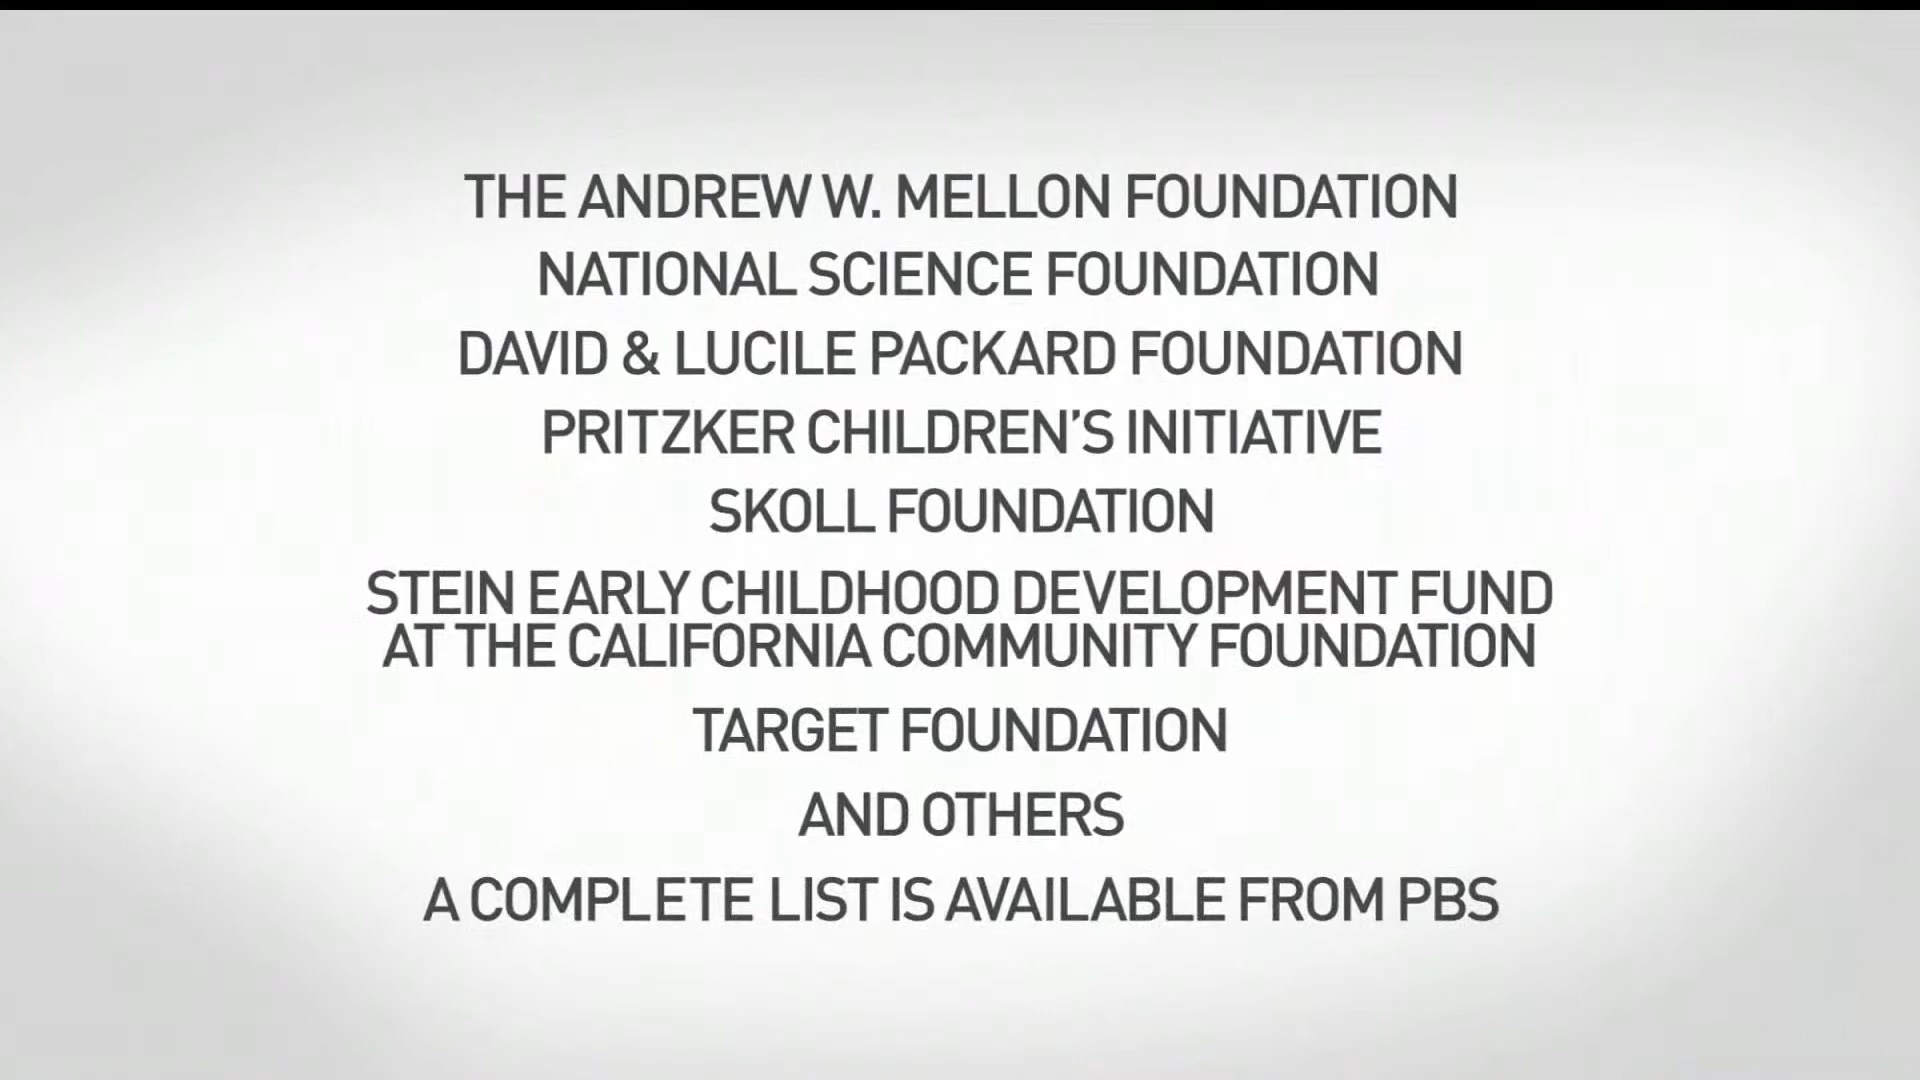 THE ANDREW W. MELLON FOUNDATION
NATIONAL SCIENCE FOUNDATION
DAVID & LUCILE PACKARD FOUNDATION
PRITZKER CHILDREN’S INITIATIVE
SKOLL FOUNDATION
STEIN EARLY CHILDHOOD DEVELOPMENT FUND
AT THE CALIFORNIA COMMUNITY FOUNDATION
TARGET FOUNDATION
AND OTHERS
A COMPLETE LIST IS AVAILABLE FROM PBS